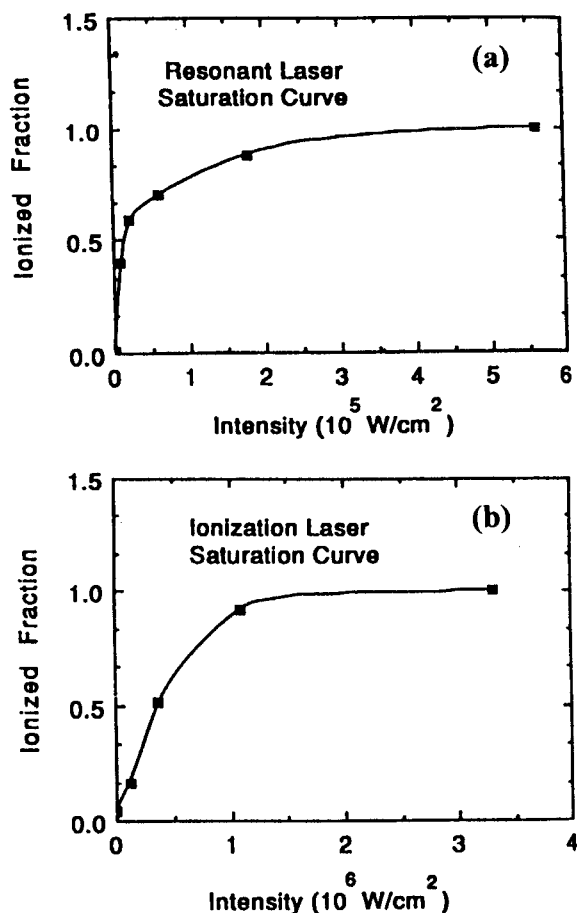 1.5
(a)
Resonant Laser
Saturation Curve
1.0
Ionized Fraction
0.5
0.0
0 1 2 3 4 5 6
Intensity (10^5 W/cm^2)
1.5
(b)
Ionization Laser
Saturation Curve
1.0
Ionized Fraction
0.5
0.0
0 1 2 3 4
Intensity (10^6 W/cm^2)